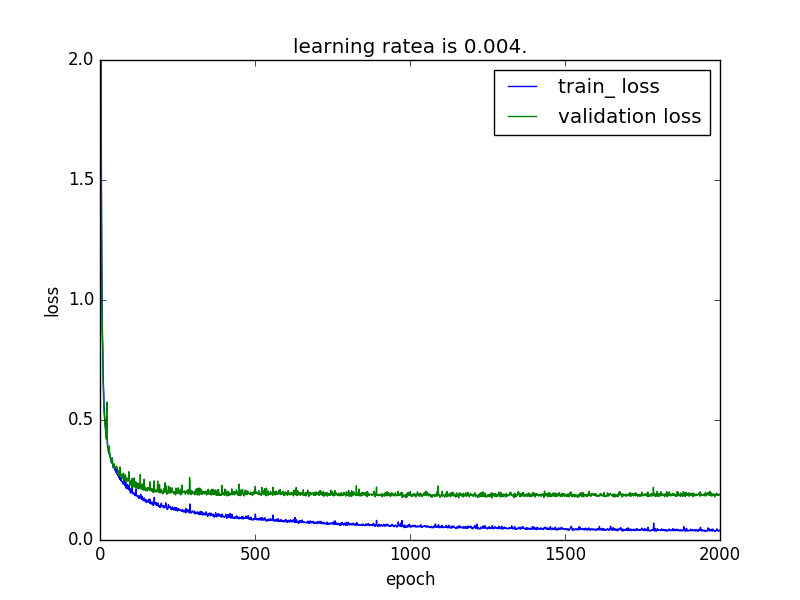 learning ratea is 0.004.
train_ loss
validation loss
2.0
1.5
1.0
0.5
0.0
loss
0 500 1000 1500 2000
epoch